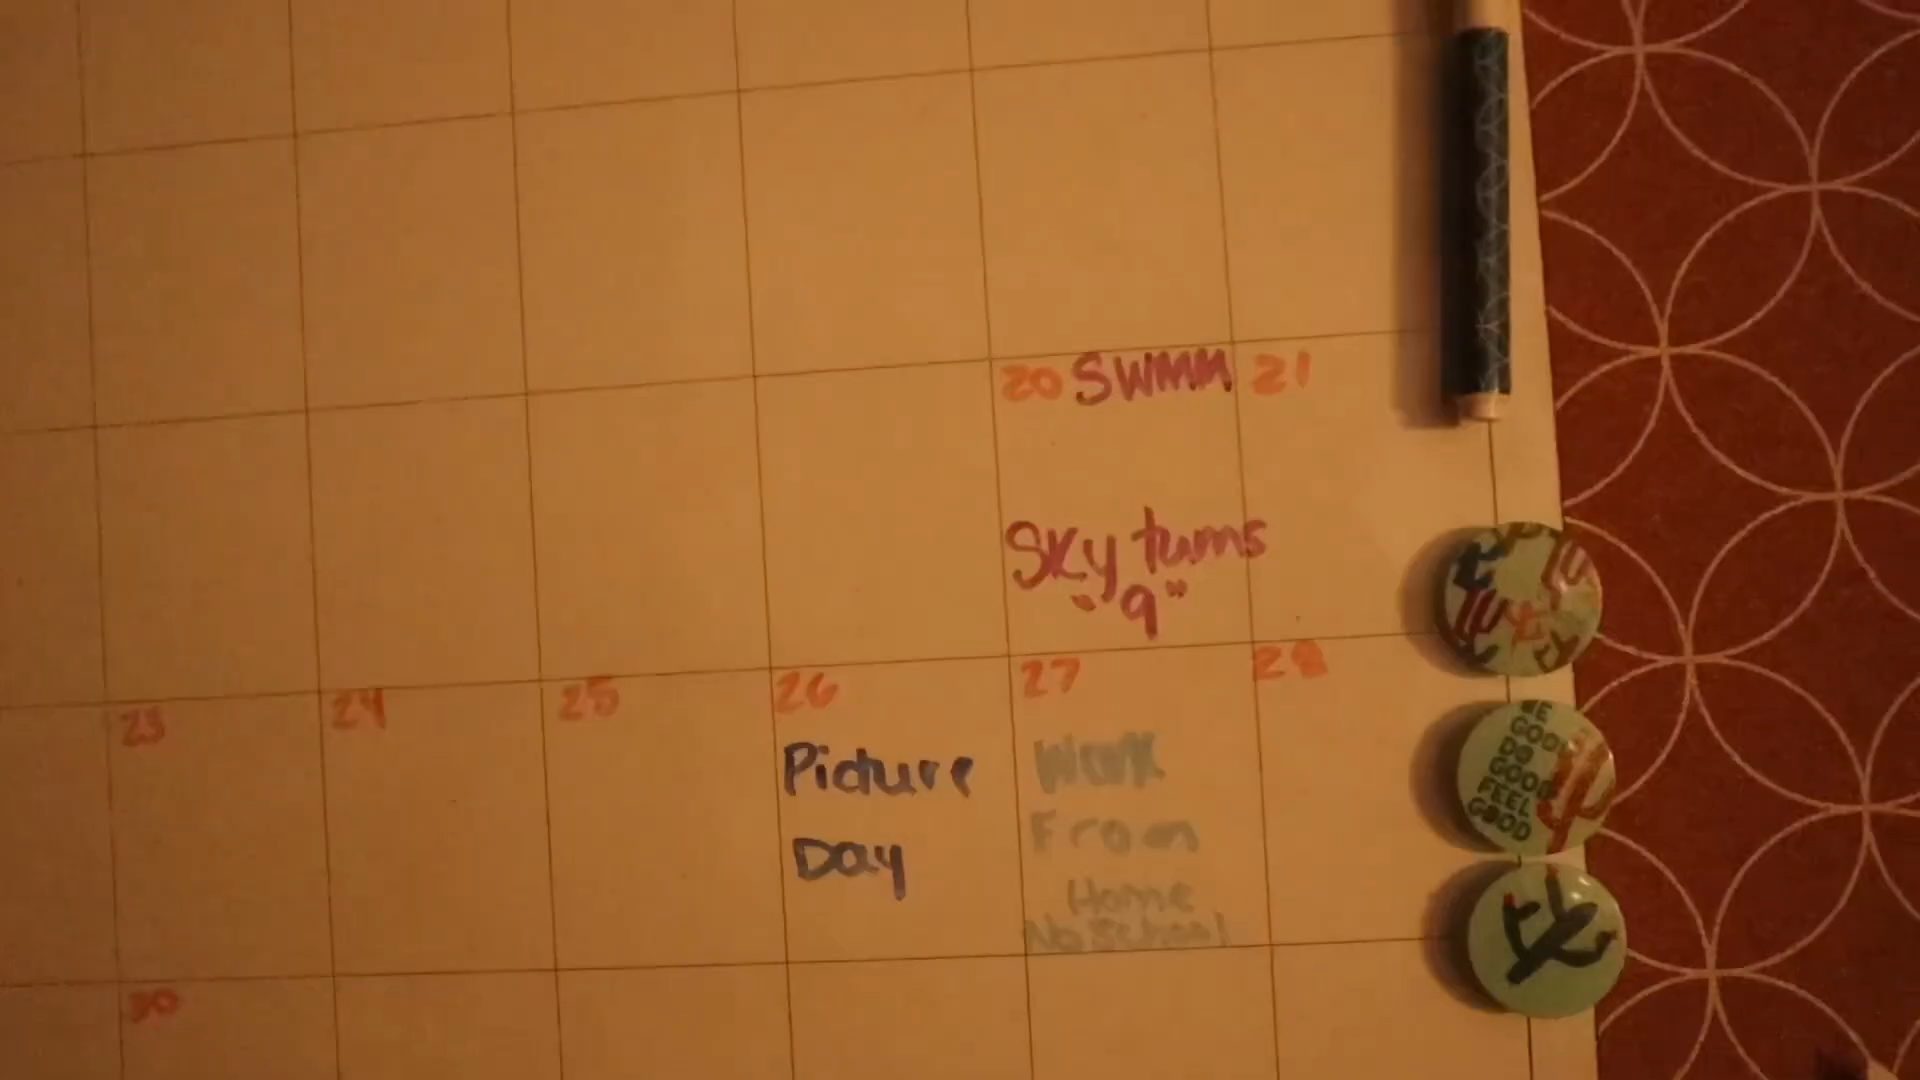 20 SWMM 21
Sky turns
"9"
23 24 25 26 27 28
Picture
Day
Work
From
Home
No School
WE
GOOD
DO
GOOD
FEEL
GOOD
30